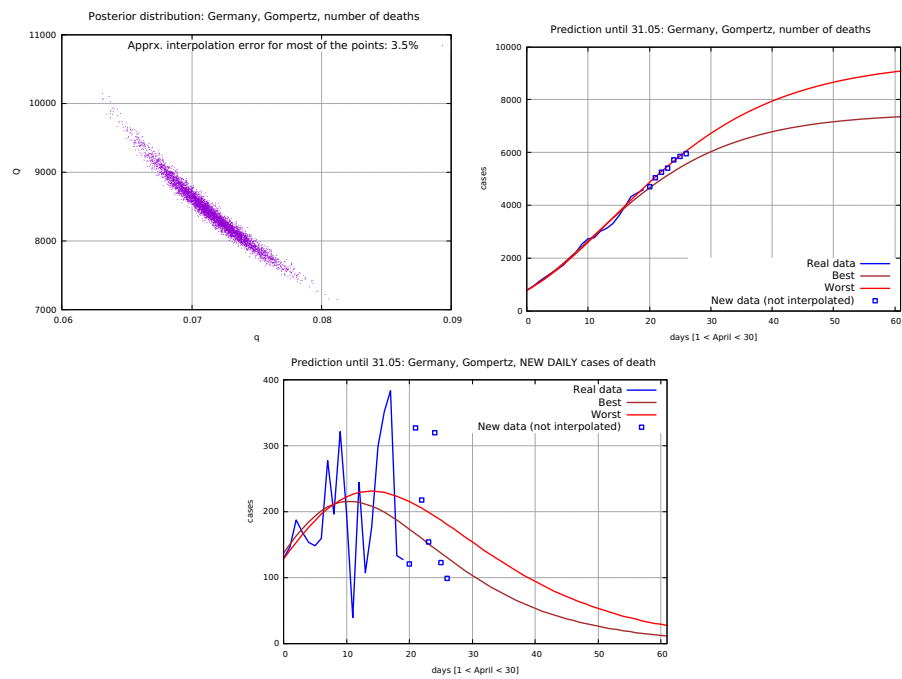 Posterior distribution: Germany, Gompertz, number of deaths
Apprx. interpolation error for most of the points: 3.5%
11000
10000
9000
8000
7000
Q
0.06
0.07
0.08
0.09
q
Prediction until 31.05: Germany, Gompertz, number of deaths
10000
8000
6000
4000
2000
0
cases
Real data
Best
Worst
New data (not interpolated)
0
10
20
30
40
50
60
days [1 < April < 30]
Prediction until 31.05: Germany, Gompertz, NEW DAILY cases of death
400
300
200
100
0
cases
Real data
Best
Worst
New data (not interpolated)
0
10
20
30
40
50
60
days [1 < April < 30]